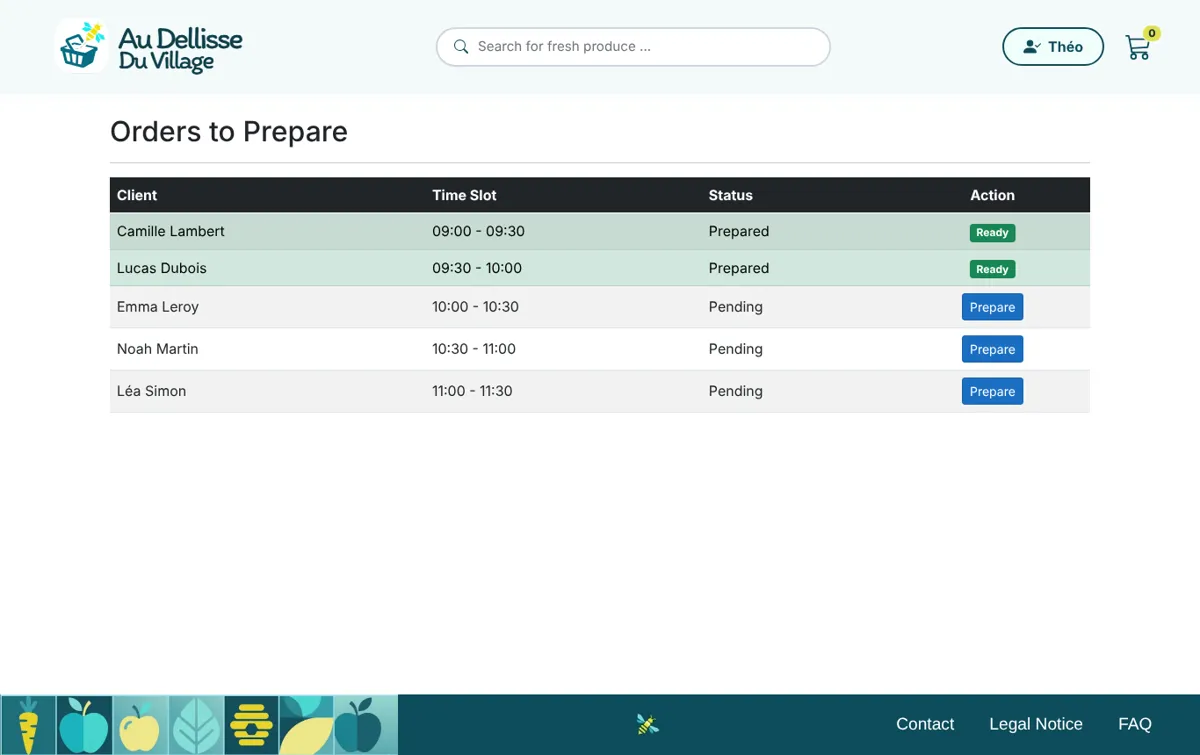 Au Dellisse
Du Village
Search for fresh produce ...
Théo
0
Orders to Prepare
Client Time Slot Status Action
Camille Lambert 09:00 - 09:30 Prepared Ready
Lucas Dubois 09:30 - 10:00 Prepared Ready
Emma Leroy 10:00 - 10:30 Pending Prepare
Noah Martin 10:30 - 11:00 Pending Prepare
Léa Simon 11:00 - 11:30 Pending Prepare
Contact Legal Notice FAQ